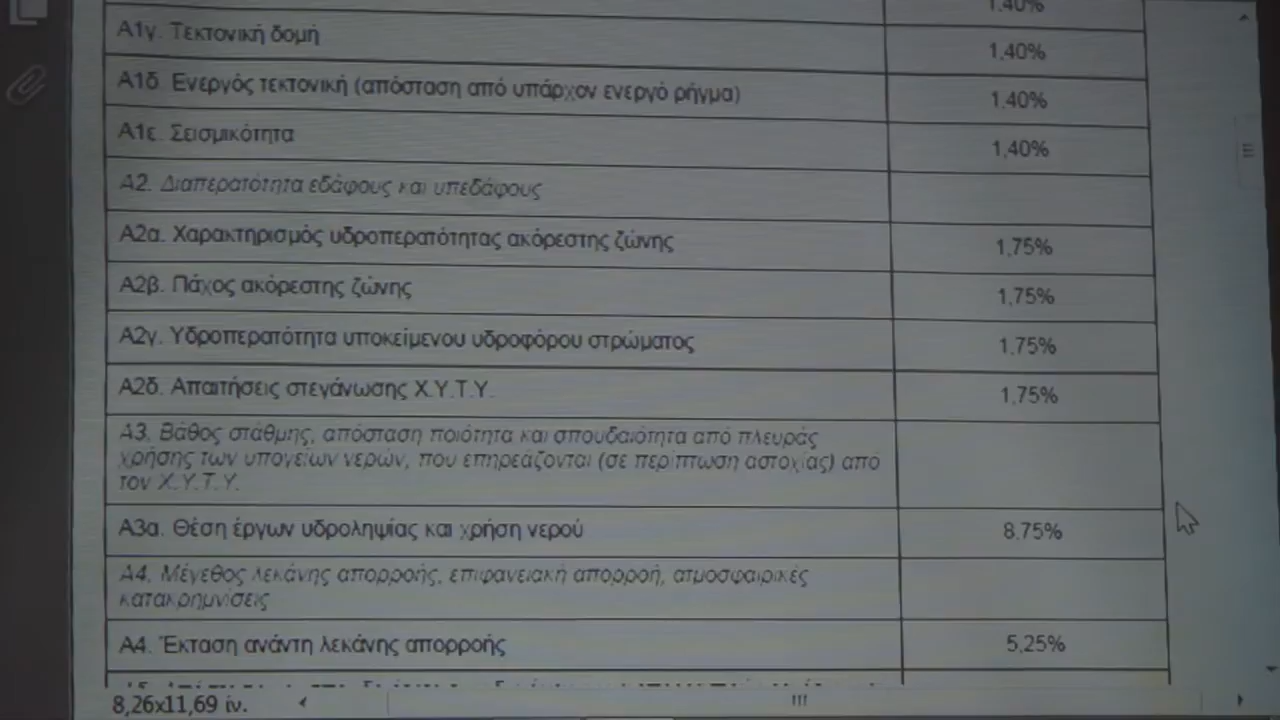 1.40%
Α1γ. Τεκτονική δομή
1,40%
Α1δ. Ενεργός τεκτονική (απόσταση από υπάρχον ενεργό ρήγμα)
1.40%
Α1ε. Σεισμικότητα
1,40%
Α2. Διαπερατότητα εδάφους και υπεδάφους
Α2α. Χαρακτηρισμός υδροπερατότητας ακόρεστης ζώνης
1,75%
Α2β. Πάχος ακόρεστης ζώνης
1,75%
Α2γ. Υδροπερατότητα υποκείμενου υδροφόρου στρώματος
1,75%
Α2δ. Απαιτήσεις στεγάνωσης Χ.Υ.Τ.Υ.
1,75%
Α3. Βάθος στάθμης, απόσταση ποιότητα και σπουδαιότητα από πλευράς
χρήσης των υπογείων νερών, που επηρεάζονται (σε περίπτωση αστοχίας) από
τον Χ.Υ.Τ.Υ.
Α3α. Θέση έργων υδροληψίας και χρήση νερού
8,75%
Α4. Μέγεθος λεκάνης απορροής, επιφανειακή απορροή, ατμοσφαιρικές
κατακρημνίσεις
Α4. Έκταση ανάντη λεκάνης απορροής
5,25%
8,26x11,69 ίν.